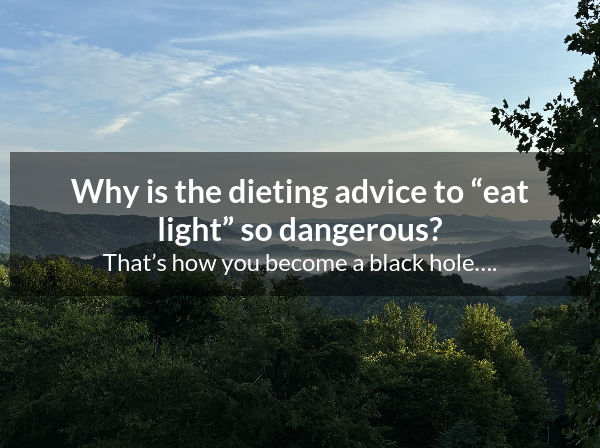 Why is the dieting advice to “eat
light” so dangerous?
That’s how you become a black hole....